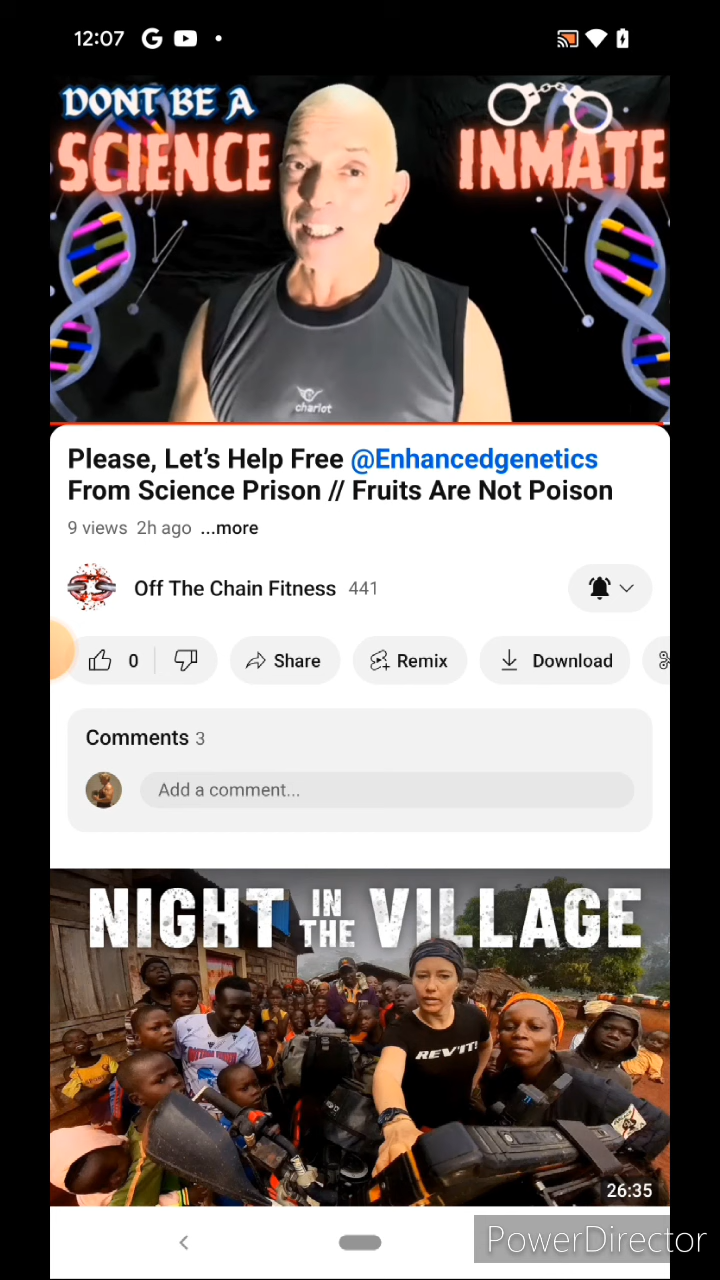 12:07
DONT BE A
SCIENCE INMATE
chariot
Please, Let's Help Free @Enhancedgenetics
From Science Prison // Fruits Are Not Poison
9 views 2h ago ...more
Off The Chain Fitness 441
0 Share Remix Download
Comments 3
Add a comment...
NIGHT IN THE VILLAGE
REV'IT!
26:35
PowerDirector